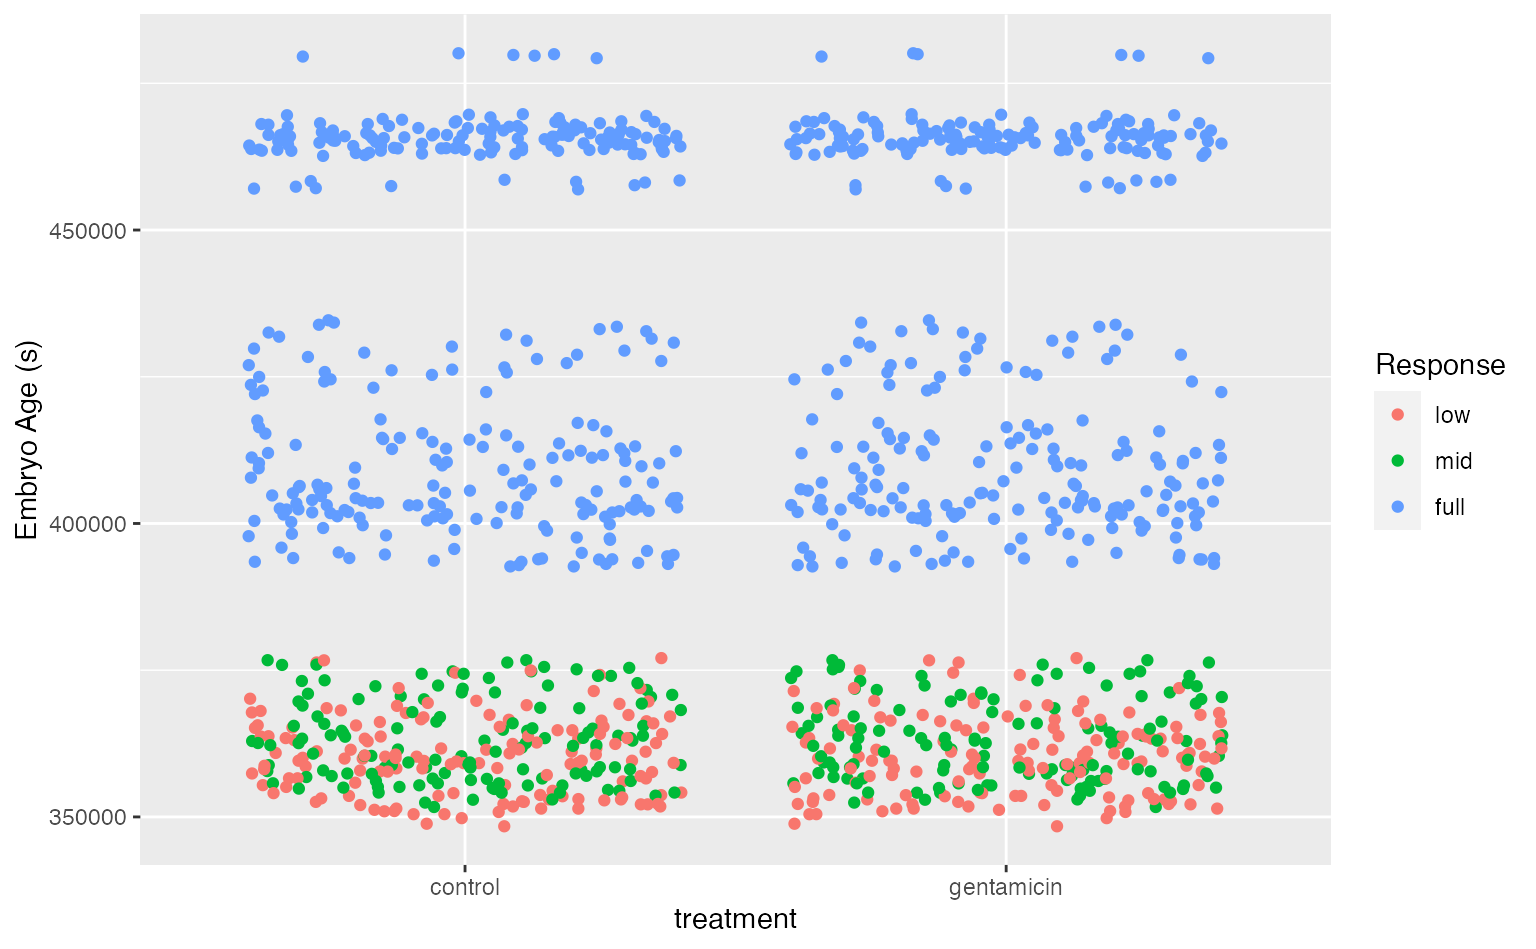 Embryo Age (s)
450000
400000
350000
control
gentamicin
treatment
Response
low
mid
full